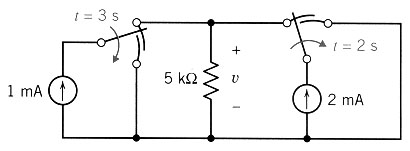 t = 3 s
t = 2 s
+
5 kΩ
v
1 mA
2 mA
−